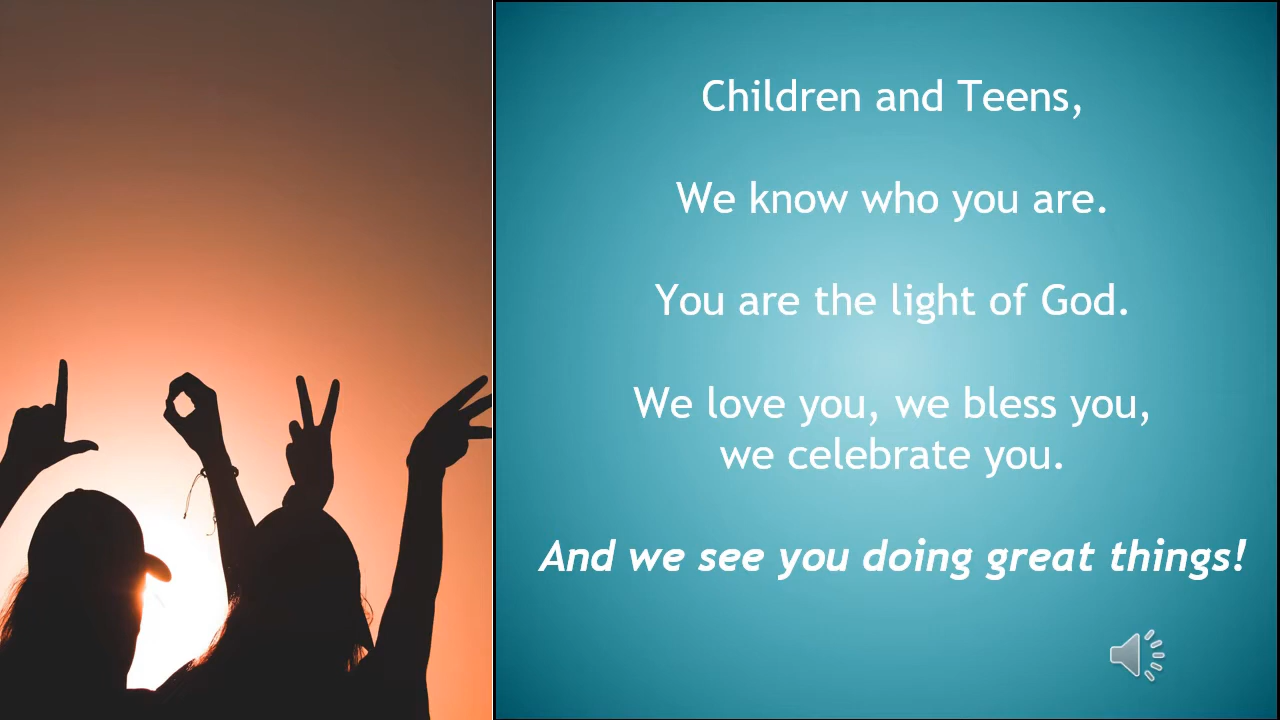 Children and Teens,
We know who you are.
You are the light of God.
We love you, we bless you,
we celebrate you.
And we see you doing great things!